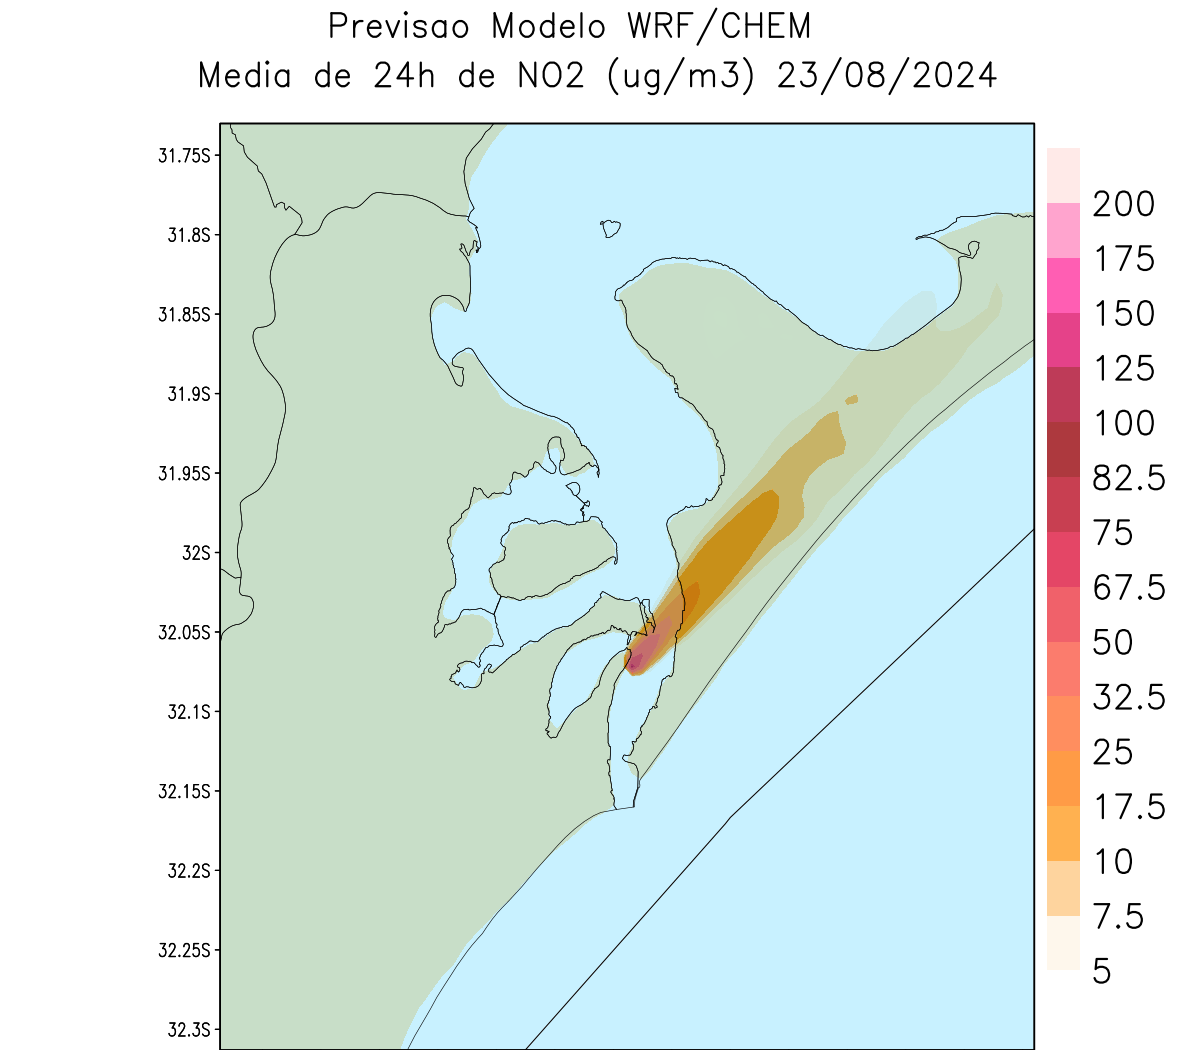 Previsao Modelo WRF/CHEM
Media de 24h de NO2 (ug/m3) 23/08/2024
31.75S
31.8S
31.85S
31.9S
31.95S
32S
32.05S
32.1S
32.15S
32.2S
32.25S
32.3S
200
175
150
125
100
82.5
75
67.5
50
32.5
25
17.5
10
7.5
5